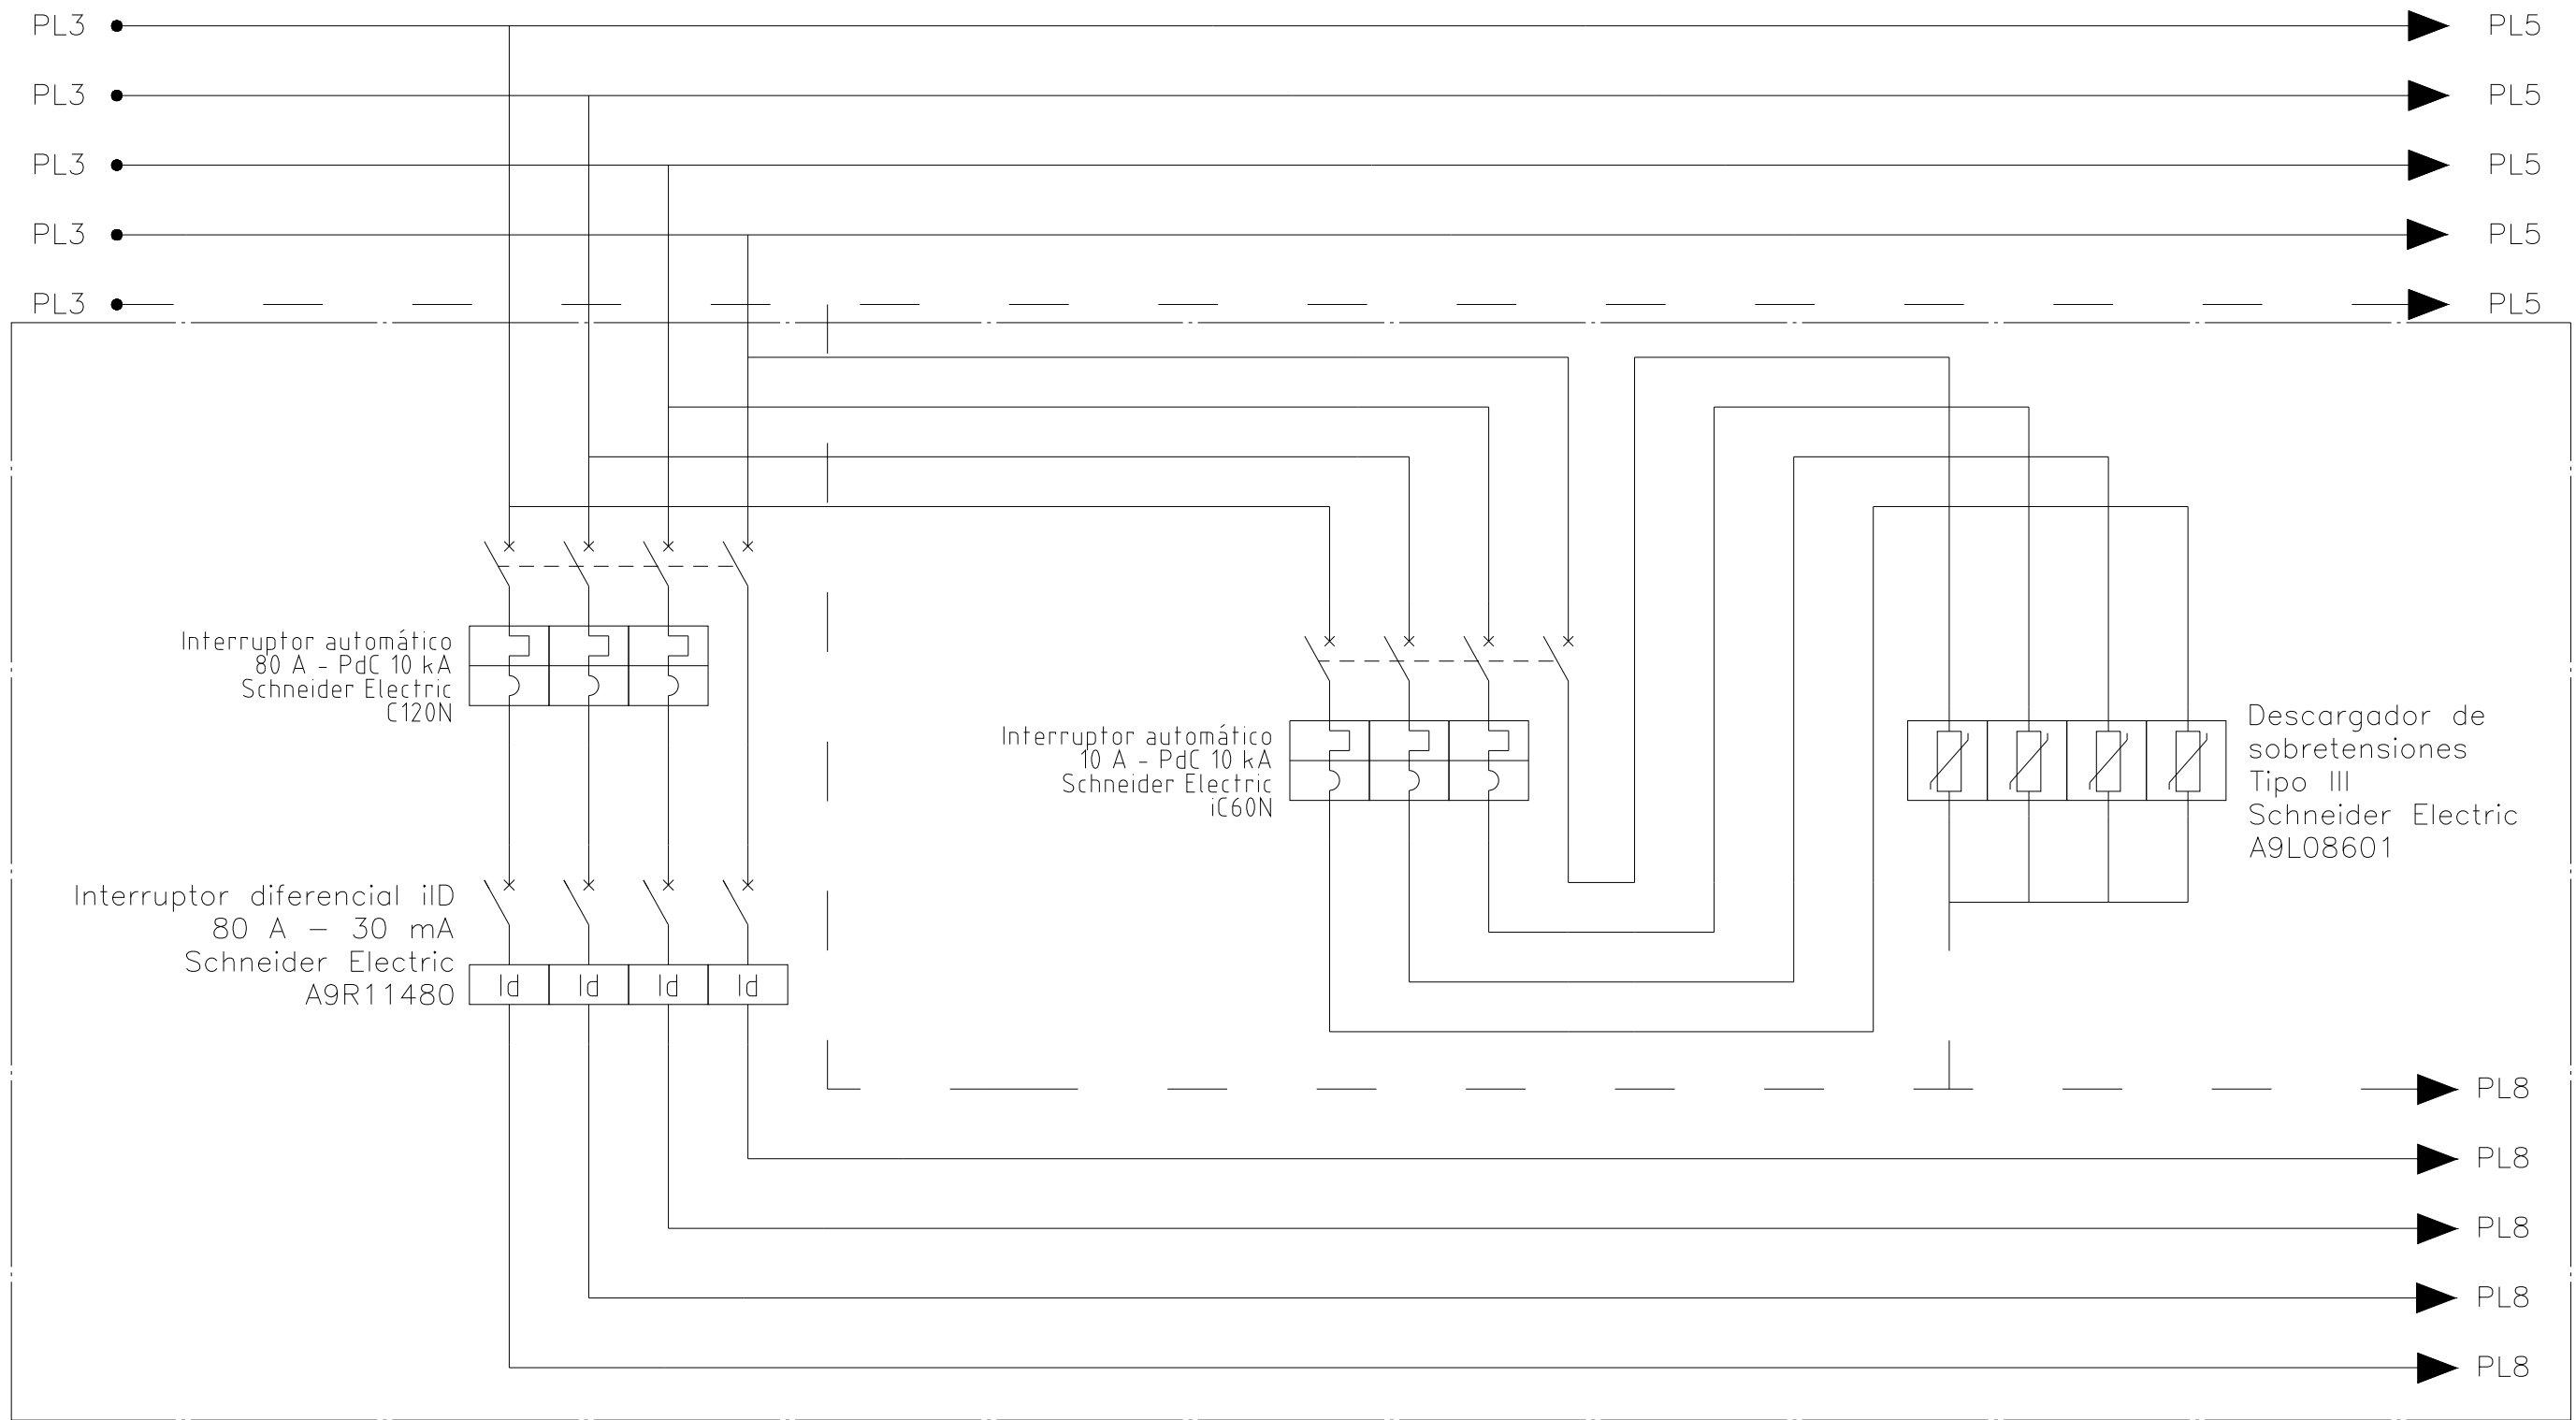 PL3 PL5
PL3 PL5
PL3 PL5
PL3 PL5
PL3 PL5
Interruptor automático
80 A - PdC 10 kA
Schneider Electric
C120N
Interruptor automático
10 A - PdC 10 kA
Schneider Electric
iC60N
Descargador de
sobretensiones
Tipo III
Schneider Electric
A9L08601
Interruptor diferencial iID
80 A - 30 mA
Schneider Electric
A9R11480
Id Id Id Id
PL8
PL8
PL8
PL8
PL8